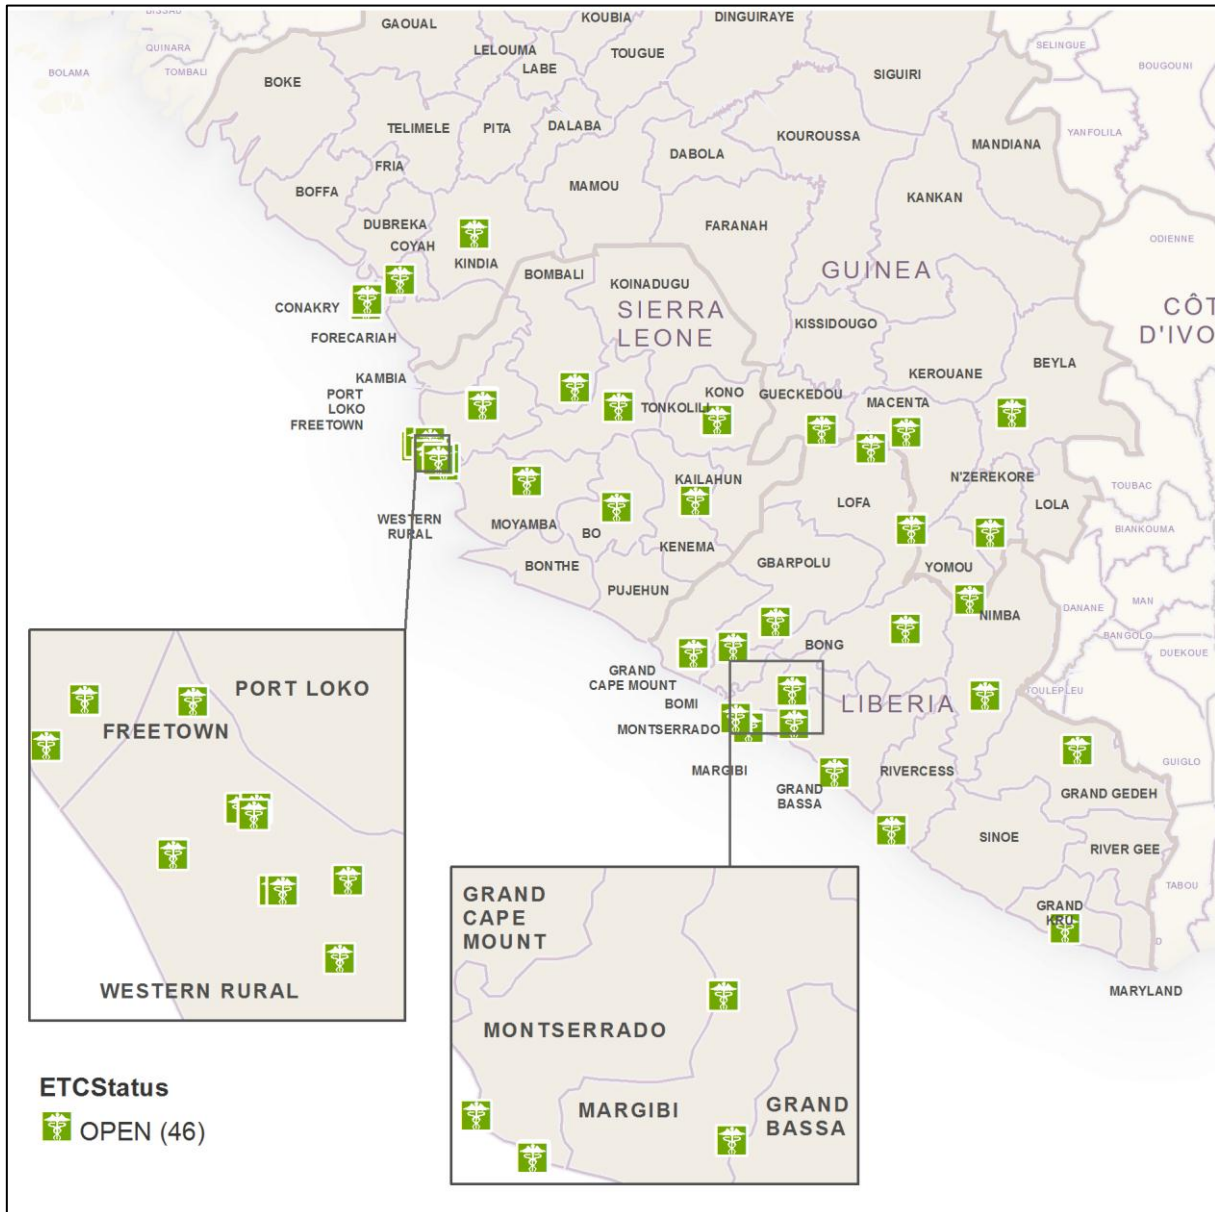 BISSAU
GAOUAL
KOUBIA
DINGUIRAYE
QUINARA
LELOUMA
TOUGUE
SELINGUE
BOLAMA
TOMBALI
BOKE
LABE
SIGUIRI
BOUGOUNI
TELIMELE
PITA
DALABA
KOUROUSSA
YANFOLILA
MANDIANA
FRIA
DABOLA
BOFFA
MAMOU
KANKAN
DUBREKA
FARANAH
COYAH
ODIENNE
KINDIA
BOMBALI
KOINADUGU
GUINEA
CONAKRY
SIERRA
LEONE
KISSIDOUGO
CÔT
D'IVO
FORECARIAH
BEYLA
KAMBIA
KEROUANE
PORT
LOKO
FREETOWN
KONO
TONKOLILI
GUECKEDOU
MACENTA
KAILAHUN
N'ZEREKORE
TOUBAC
LOFA
LOLA
WESTERN
RURAL
MOYAMBA
BO
BIANKOUMA
KENEMA
GBARPOLU
BONTHE
YOMOU
PUJEHUN
DANANE
MAN
NIMBA
BANGOLO
BONG
DUEKOUE
GRAND
CAPE MOUNT
TOULEPLEU
BOMI
LIBERIA
MONTSERRADO
MARGIBI
RIVERCESS
GUIGLO
GRAND
BASSA
GRAND GEDEH
SINOE
RIVER GEE
TABOU
GRAND
KRU
D
MARYLAND
PORT LOKO
FREETOWN
WESTERN RURAL
GRAND
CAPE
MOUNT
MONTSERRADO
MARGIBI
GRAND
BASSA
ETCStatus
OPEN (46)